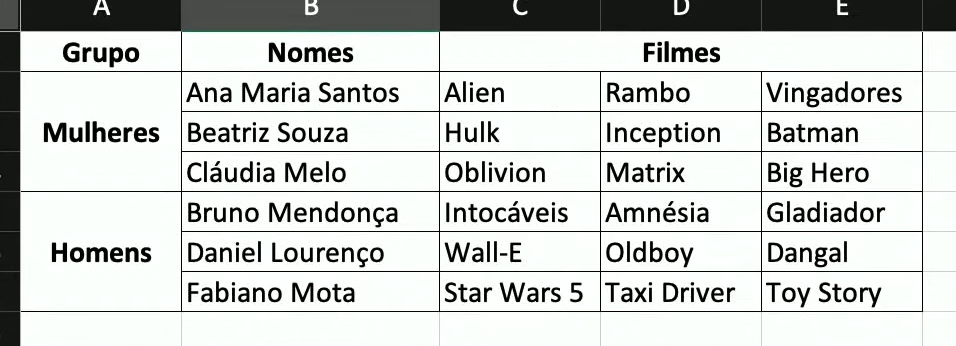 A B C D E
Grupo Nomes Filmes
Ana Maria Santos Alien Rambo Vingadores
Mulheres Beatriz Souza Hulk Inception Batman
Cláudia Melo Oblivion Matrix Big Hero
Bruno Mendonça Intocáveis Amnésia Gladiador
Homens Daniel Lourenço Wall-E Oldboy Dangal
Fabiano Mota Star Wars 5 Taxi Driver Toy Story